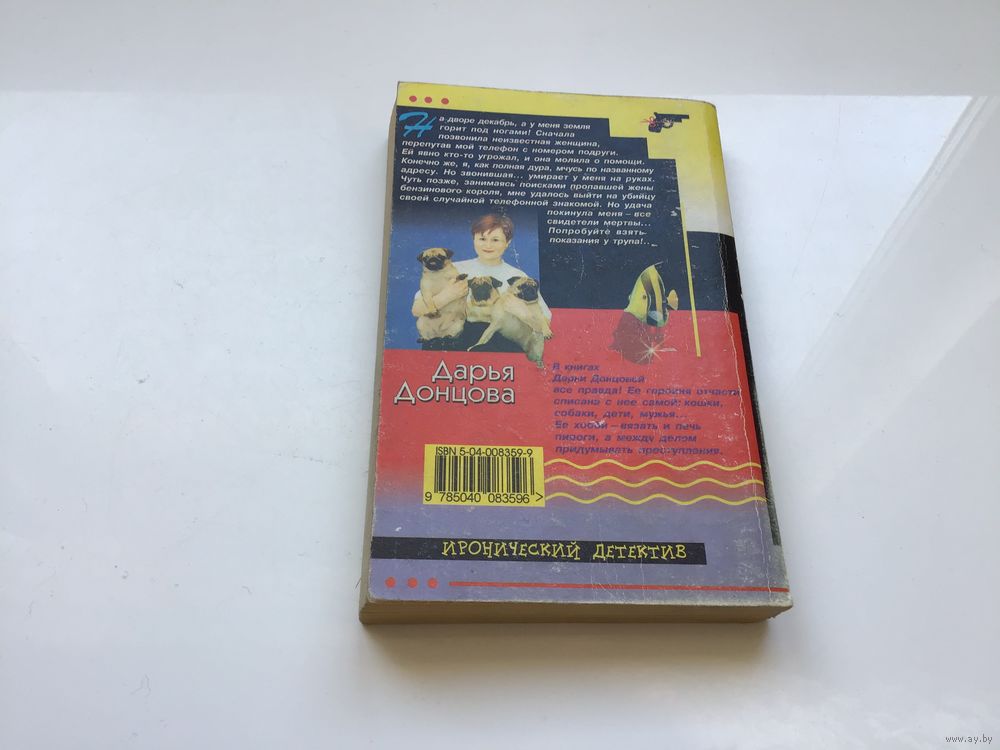 На дворе декабрь, а у меня земля
горит под ногами! Сначала
позвонила неизвестная женщина,
перепутав мой телефон с номером подруги.
Ей явно кто-то угрожал, и она молила о помощи.
Конечно же, я, как полная дура, мчусь по названному
адресу. Но звонившая... умирает у меня на руках.
Чуть позже, занимаясь поисками пропавшей жены
бензинового короля, мне удалось выйти на убийцу
своей случайной телефонной знакомой. Но удача
покинула меня – все
свидетели мертвы...
Попробуйте взять
показания у трупа!..
Дарья
Донцова
В книгах
Дарьи Донцовой
все правда! Ее героиня отчасти
списана с нее самой: кошки,
собаки, дети, мужья...
Ее хобби – вязать и печь
пироги, а между делом
придумывать преступления.
ISBN 5-04-008359-9
9 785040 083596 >
ИРОНИЧЕСКИЙ ДЕТЕКТИВ
www.ay.by